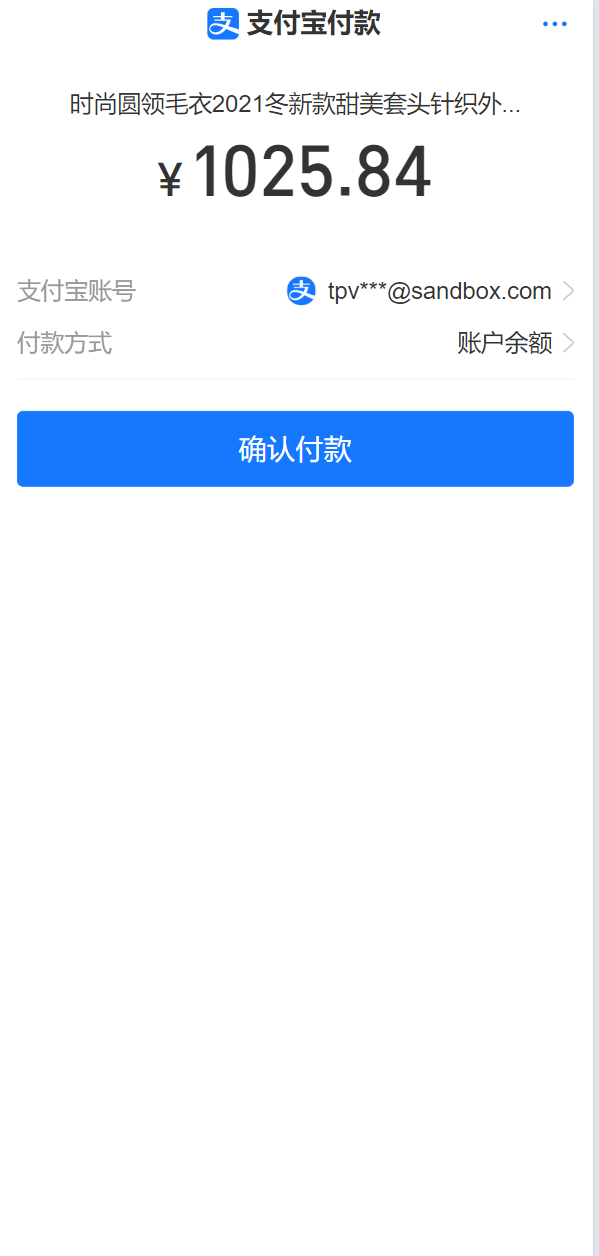 支付宝付款
时尚圆领毛衣2021冬新款甜美套头针织外...
¥1025.84
支付宝账号 tpv***@sandbox.com
付款方式 账户余额
确认付款